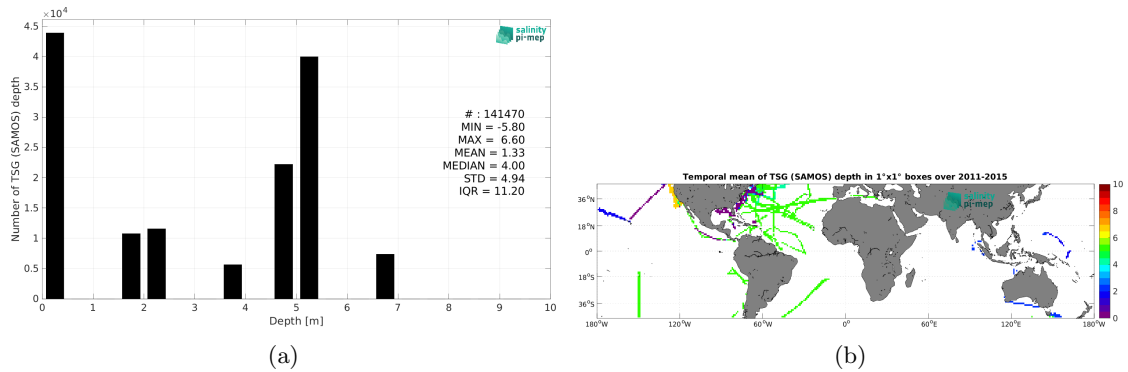 ×10⁴
4.5
4
3.5
3
2.5
2
1.5
1
0.5
0
Number of TSG (SAMOS) depth
0 1 2 3 4 5 6 7 8 9 10
Depth [m]
salinity
pi-mep
# : 141470
MIN = -5.80
MAX = 6.60
MEAN = 1.33
MEDIAN = 4.00
STD = 4.94
IQR = 11.20
(a)
Temporal mean of TSG (SAMOS) depth in 1°x1° boxes over 2011-2015
salinity
pi-mep
36°N
18°N
0°
18°S
36°S
180°W 120°W 60°W 0° 60°E 120°E 180°W
10
8
6
4
2
0
(b)